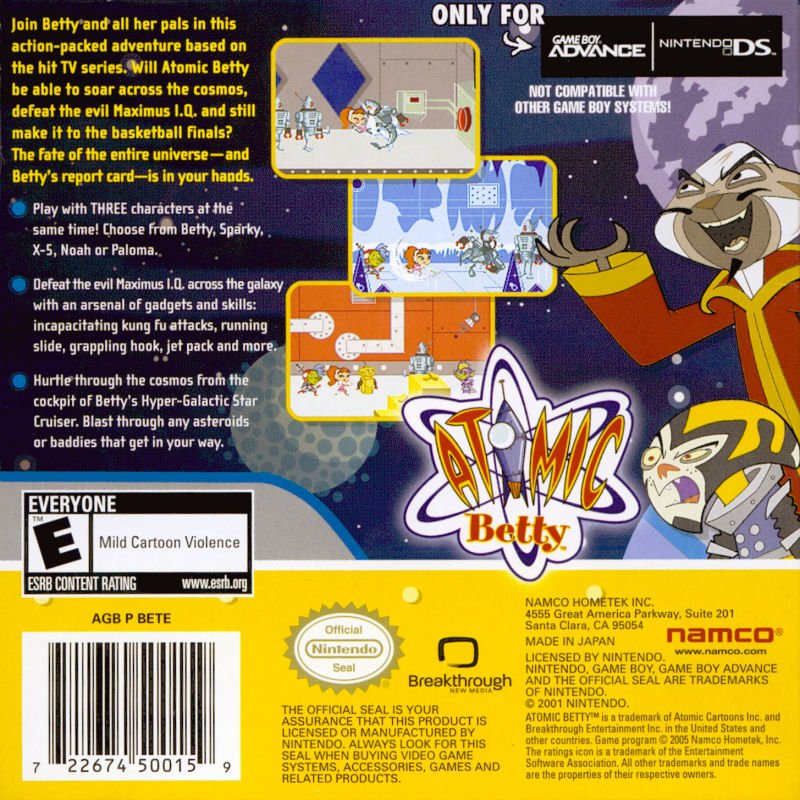 Join Betty and all her pals in this
action-packed adventure based on
the hit TV series. Will Atomic Betty
be able to soar across the cosmos,
defeat the evil Maximus I.Q. and still
make it to the basketball finals?
The fate of the entire universe—and
Betty's report card—is in your hands.
Play with THREE characters at the
same time! Choose from Betty, Sparky,
X-5, Noah or Paloma.
Defeat the evil Maximus I.Q. across the galaxy
with an arsenal of gadgets and skills:
incapacitating kung fu attacks, running
slide, grappling hook, jet pack and more.
Hurtle through the cosmos from the
cockpit of Betty's Hyper-Galactic Star
Cruiser. Blast through any asteroids
or baddies that get in your way.
ONLY FOR
GAME BOY ADVANCE
NINTENDO DS™
NOT COMPATIBLE WITH
OTHER GAME BOY SYSTEMS!
ATOMIC
Betty™
EVERYONE
™
E
Mild Cartoon Violence
ESRB CONTENT RATING www.esrb.org
AGB P BETE
7 22674 50015 9
Official
Nintendo
Seal
THE OFFICIAL SEAL IS YOUR
ASSURANCE THAT THIS PRODUCT IS
LICENSED OR MANUFACTURED BY
NINTENDO. ALWAYS LOOK FOR THIS
SEAL WHEN BUYING VIDEO GAME
SYSTEMS, ACCESSORIES, GAMES AND
RELATED PRODUCTS.
Breakthrough
NEW MEDIA
NAMCO HOMETEK INC.
4555 Great America Parkway, Suite 201
Santa Clara, CA 95054
MADE IN JAPAN
namco®
www.namco.com
LICENSED BY NINTENDO.
NINTENDO, GAME BOY, GAME BOY ADVANCE
AND THE OFFICIAL SEAL ARE TRADEMARKS
OF NINTENDO.
© 2001 NINTENDO.
ATOMIC BETTY™ is a trademark of Atomic Cartoons Inc. and
Breakthrough Entertainment Inc. in the United States and
other countries. Game program © 2005 Namco Hometek, Inc.
The ratings icon is a trademark of the Entertainment
Software Association. All other trademarks and trade names
are the properties of their respective owners.